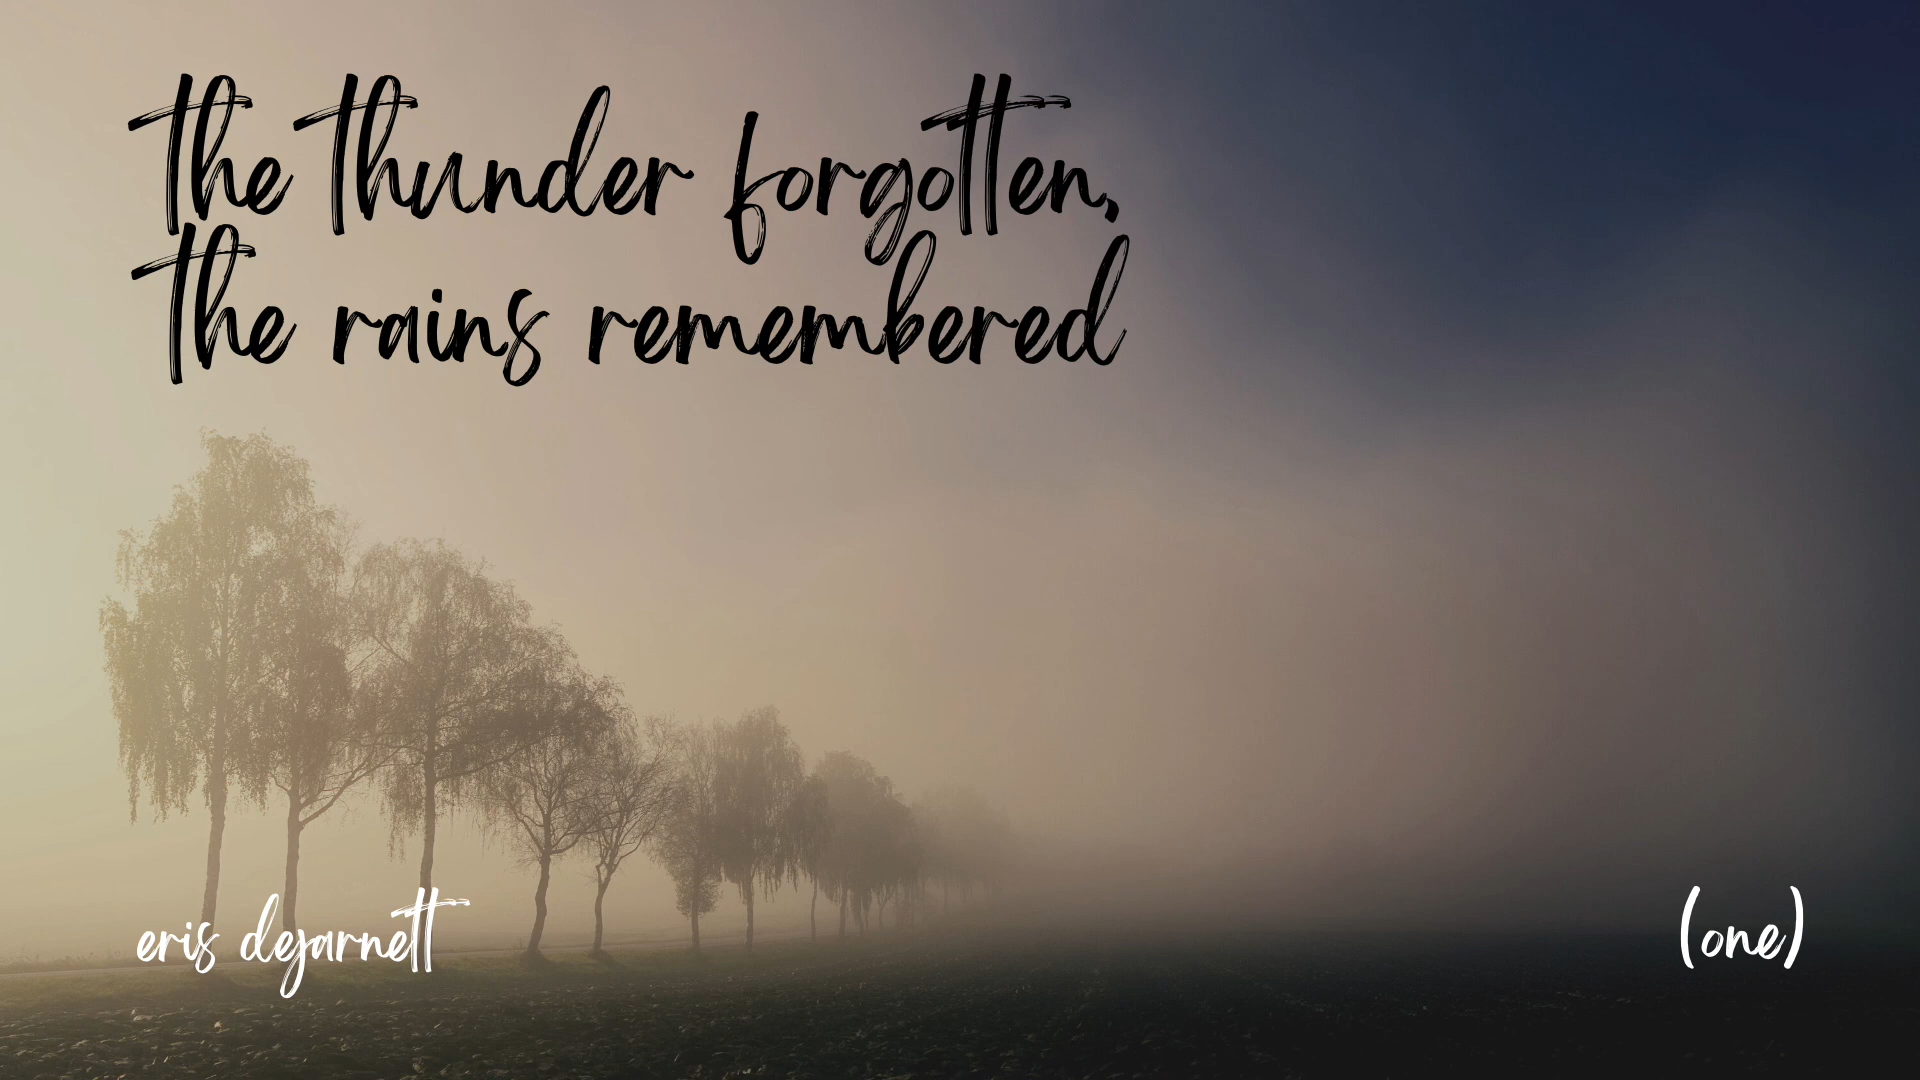 the thunder forgotten,
the rains remembered
eris dejarnett
(one)